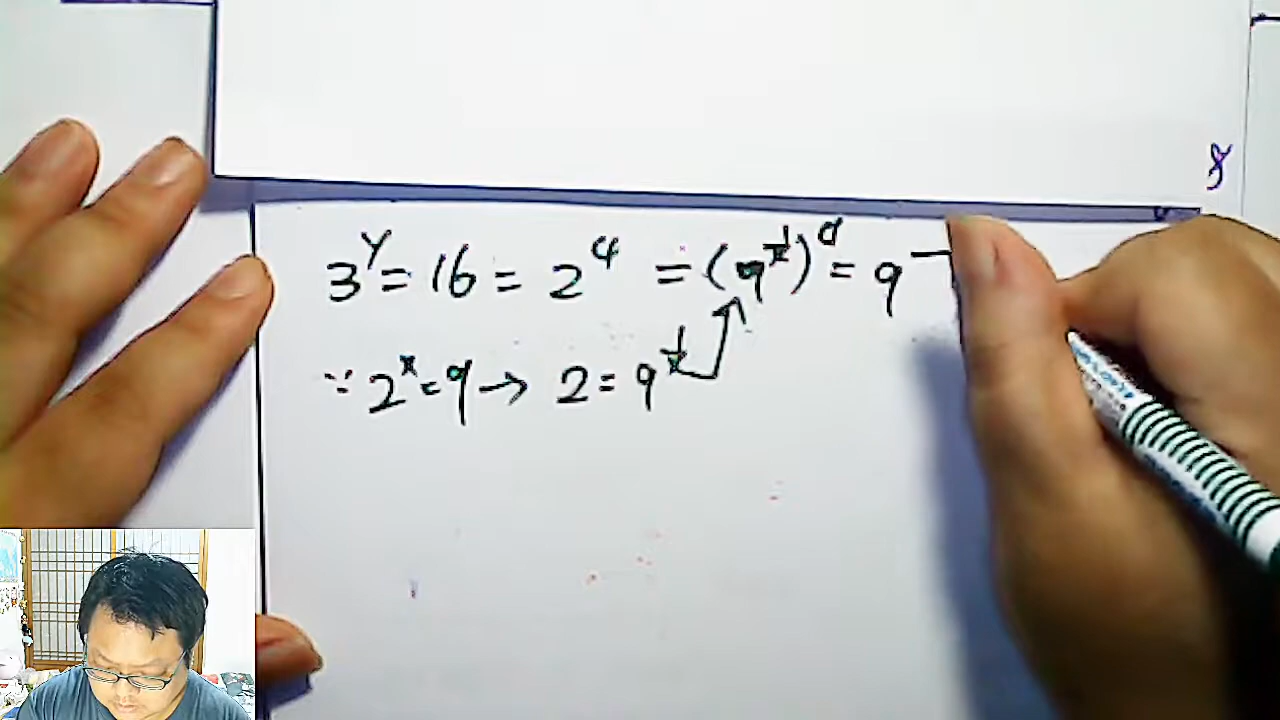 3^y = 16 = 2^4 = (9^{1/x})^4 = 9
∵ 2^x = 9 → 2 = 9^{1/x}